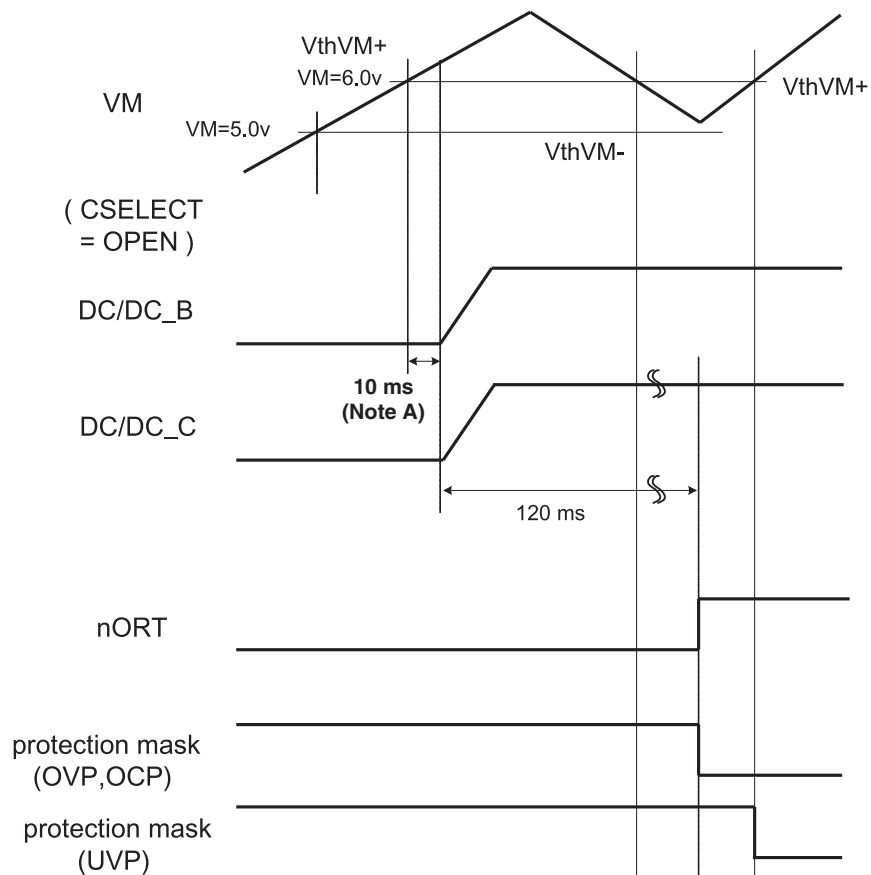 VthVM+
VM=6.0v
VthVM+
VM
VM=5.0v
VthVM-
( CSELECT
= OPEN )
DC/DC_B
10 ms
(Note A)
DC/DC_C
120 ms
nORT
protection mask
(OVP,OCP)
protection mask
(UVP)